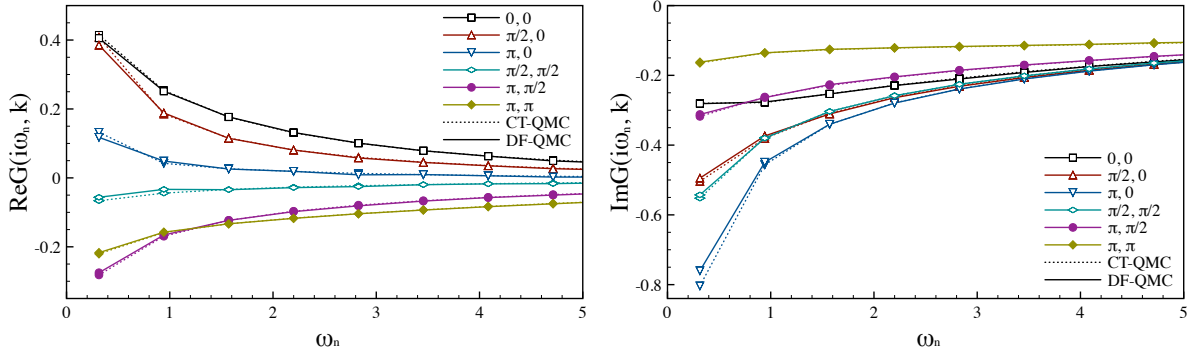 ReG(iωn, k)
0.4
0.2
0
-0.2
0
1
2
3
4
5
ωn
0, 0
π/2, 0
π, 0
π/2, π/2
π, π/2
π, π
CT-QMC
DF-QMC
ImG(iωn, k)
0
-0.2
-0.4
-0.6
-0.8
0
1
2
3
4
5
ωn
0, 0
π/2, 0
π, 0
π/2, π/2
π, π/2
π, π
CT-QMC
DF-QMC